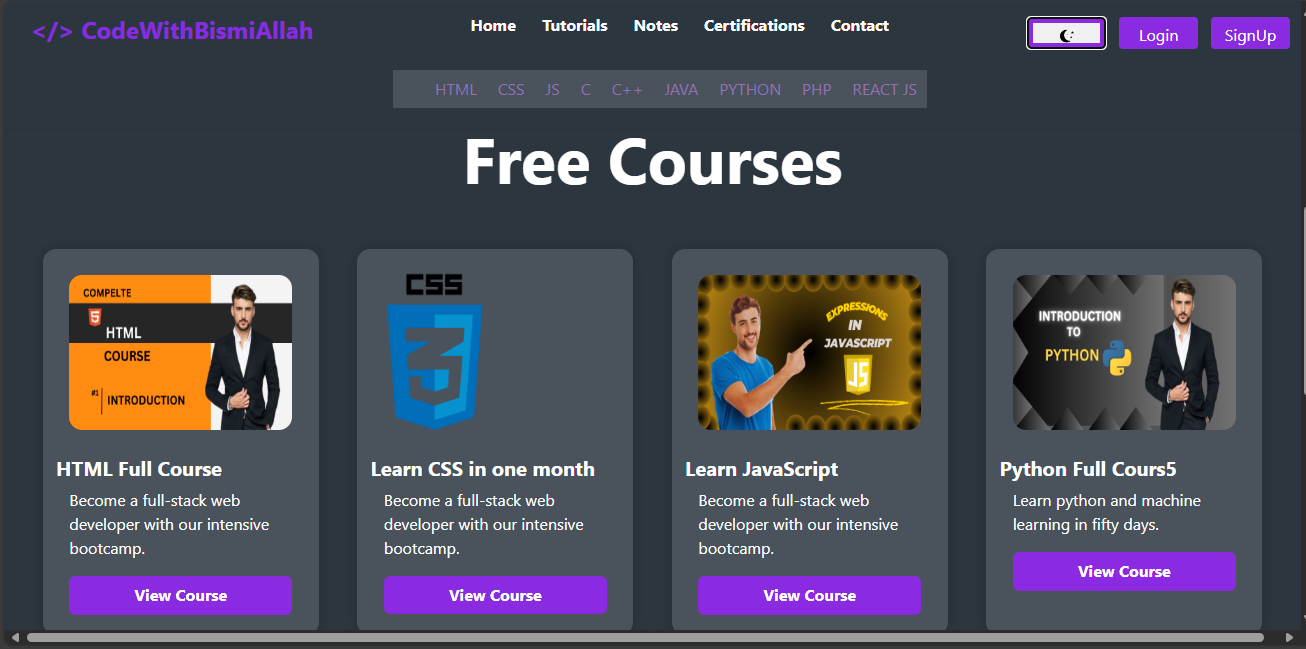 </> CodeWithBismiAllah
Home Tutorials Notes Certifications Contact
Login SignUp
HTML CSS JS C C++ JAVA PYTHON PHP REACT JS
Free Courses
COMPELTE
5
HTML
COURSE
#1 INTRODUCTION
HTML Full Course
Become a full-stack web
developer with our intensive
bootcamp.
View Course
CSS
3
Learn CSS in one month
Become a full-stack web
developer with our intensive
bootcamp.
View Course
EXPRESSIONS
IN
JAVASCRIPT
JS
Learn JavaScript
Become a full-stack web
developer with our intensive
bootcamp.
View Course
INTRODUCTION
TO
PYTHON
Python Full Cours5
Learn python and machine
learning in fifty days.
View Course